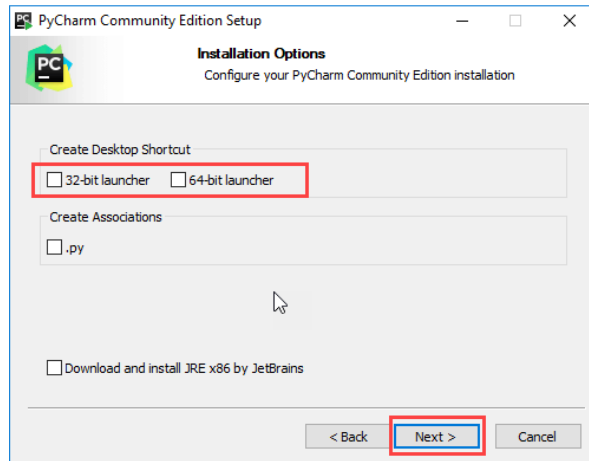 PyCharm Community Edition Setup
PC
Installation Options
Configure your PyCharm Community Edition installation
Create Desktop Shortcut
32-bit launcher 64-bit launcher
Create Associations
.py
Download and install JRE x86 by JetBrains
< Back Next > Cancel